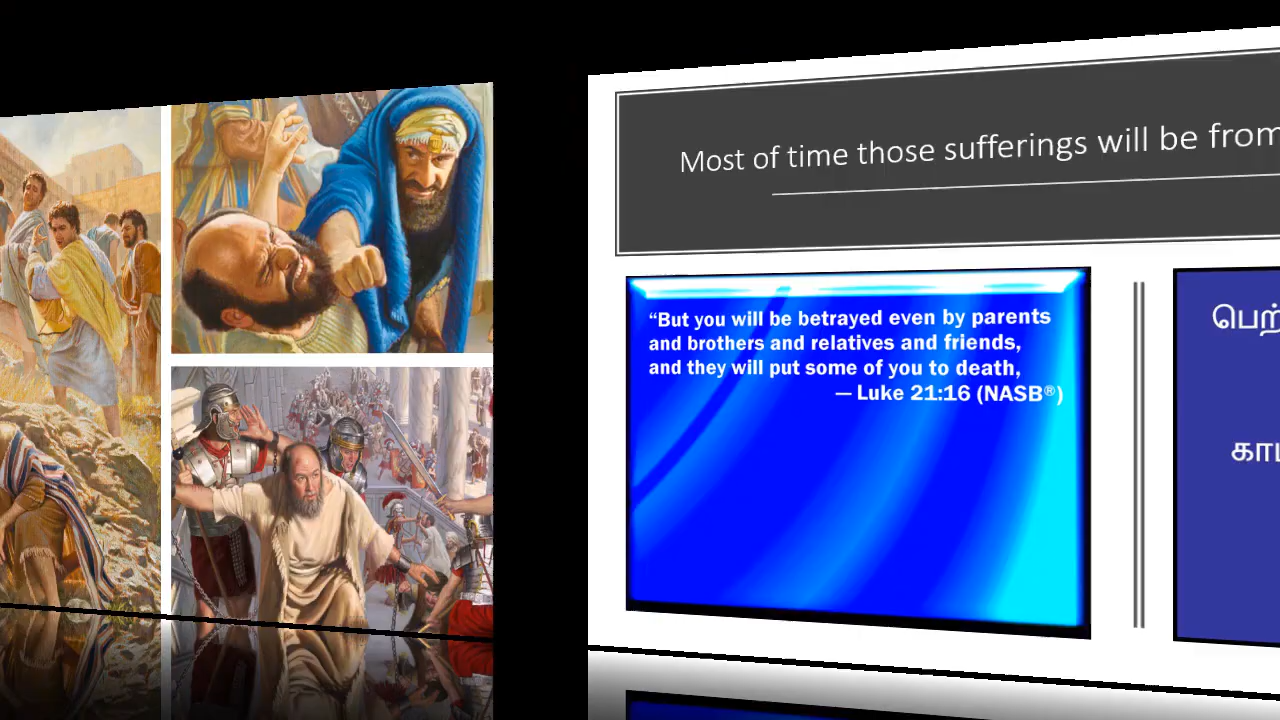 Most of time those sufferings will be from
“But you will be betrayed even by parents
and brothers and relatives and friends,
and they will put some of you to death,
— Luke 21:16 (NASB®)